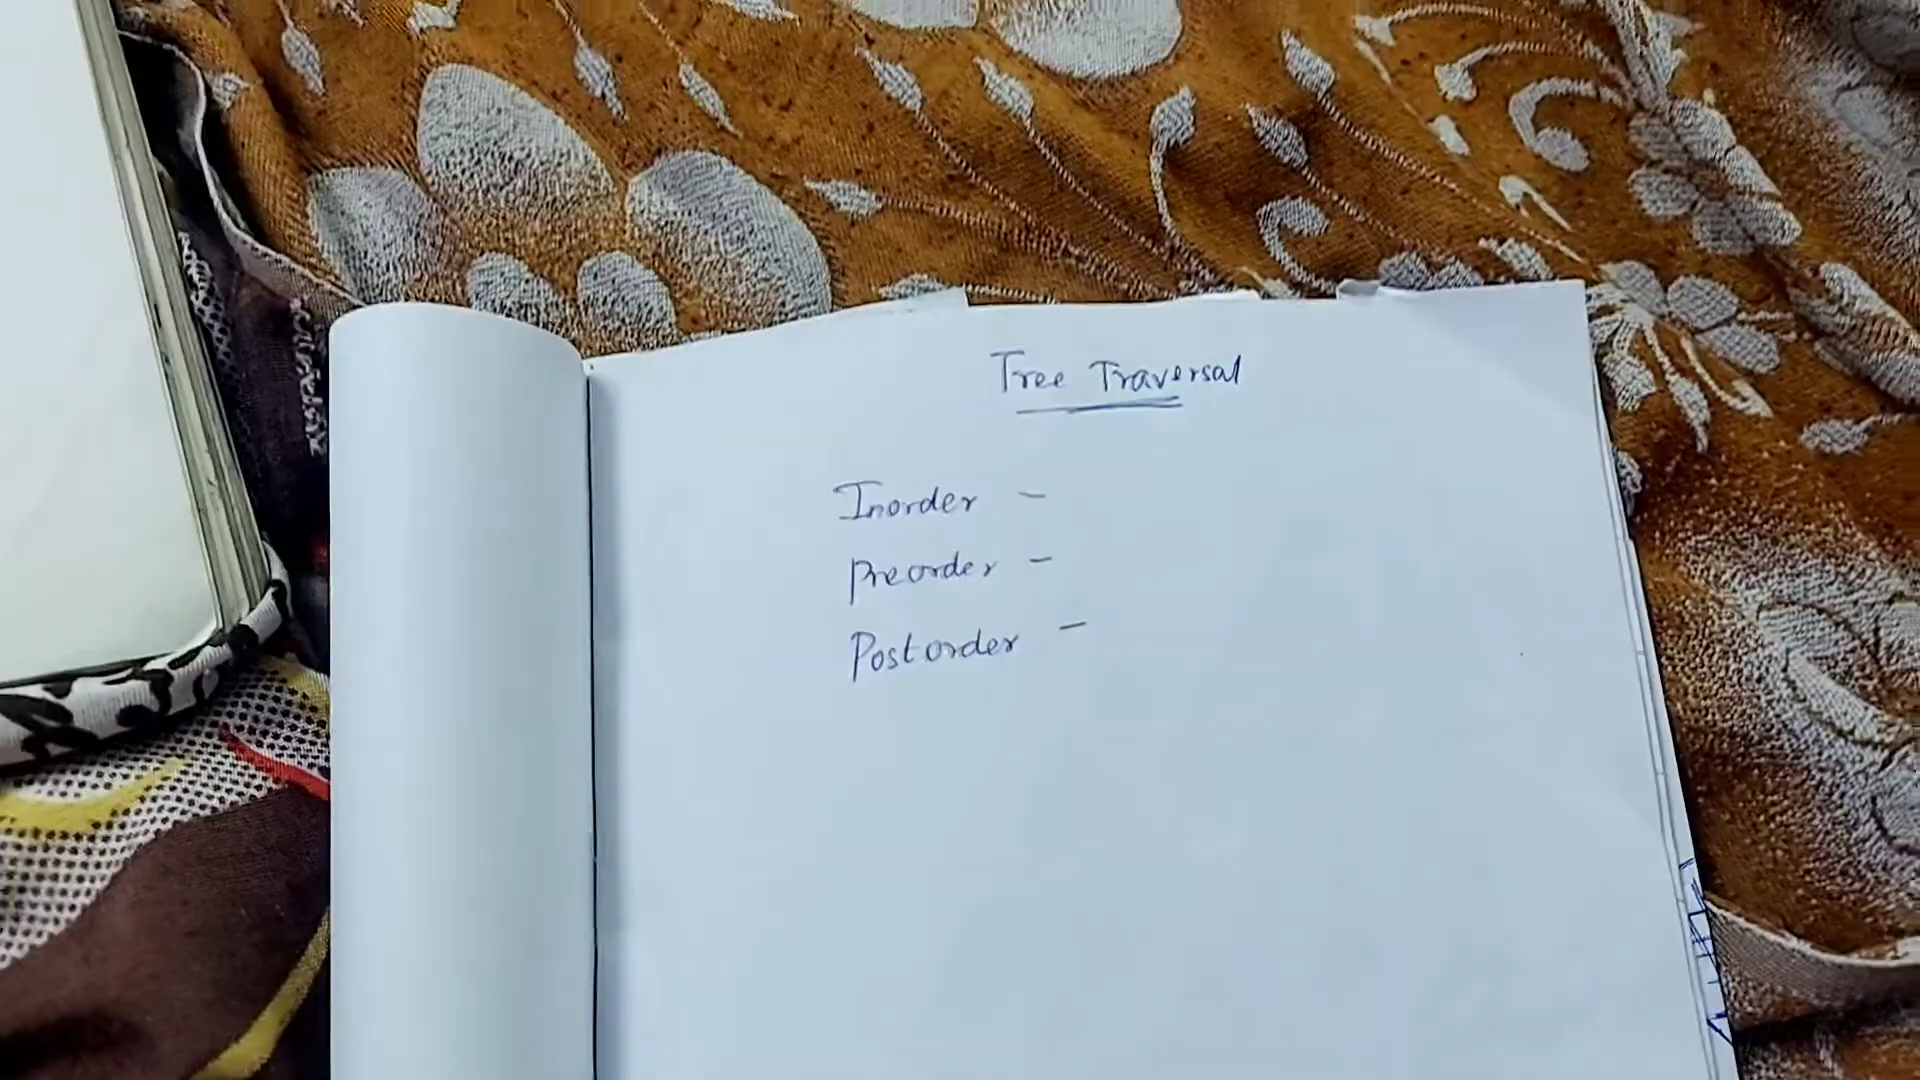 Tree Traversal
Inorder -
Preorder -
Postorder -